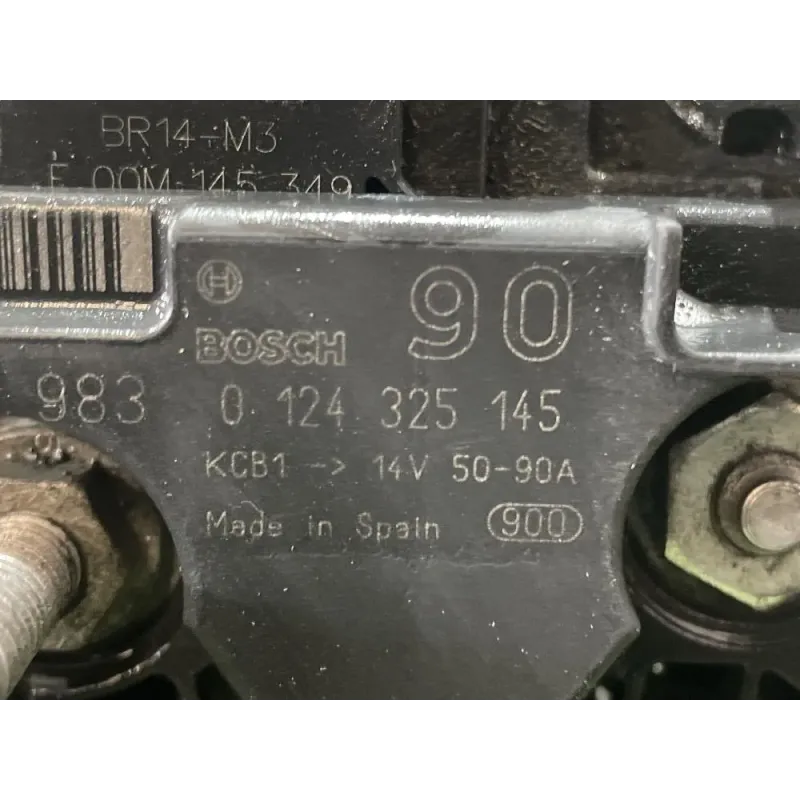 BR14-M3
F 00M 145 349
90
BOSCH
983 0 124 325 145
KCB1 -> 14V 50-90A
Made in Spain 900